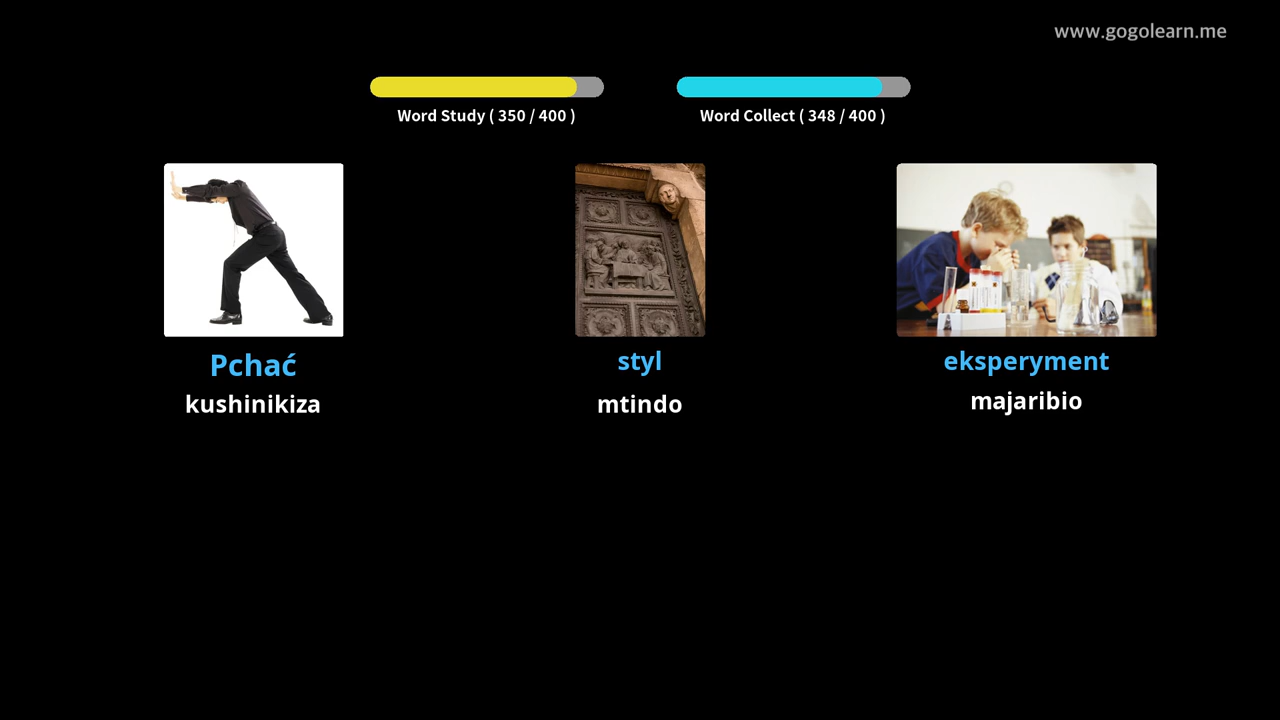 www.gogolearn.me
Word Study ( 350 / 400 )
Word Collect ( 348 / 400 )
Pchać
styl
eksperyment
kushinikiza
mtindo
majaribio